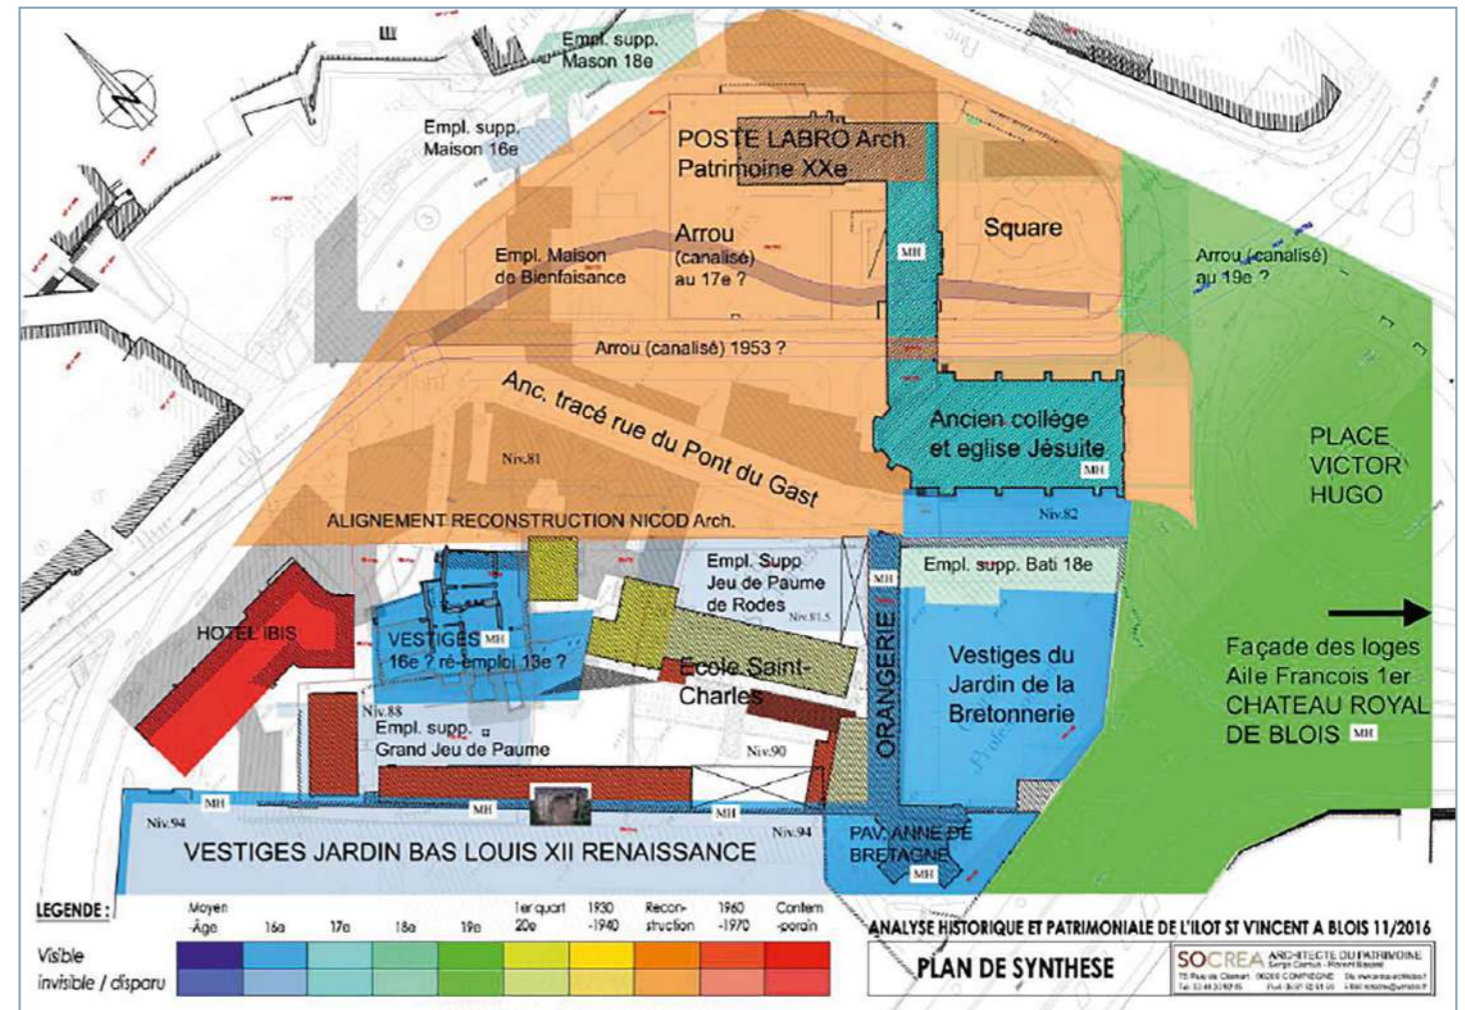 Empl. supp.
Mason 18e
Empl. supp.
Maison 16e
POSTE LABRO Arch.
Patrimoine XXe
Arrou
(canalisé)
au 17e ?
Square
MH
Empl. Maison
de Bienfaisance
Arrou (canalisé)
au 19e ?
Arrou (canalisé) 1953 ?
Anc. tracé rue du Pont du Gast
Ancien collège
et eglise Jésuite
MH
PLACE
VICTOR
HUGO
Niv.81
ALIGNEMENT RECONSTRUCTION NICOD Arch.
Niv.82
Empl. Supp
Jeu de Paume
de Rodes
Niv.81.5
MH
Empl. supp. Bati 18e
HOTEL IBIS
VESTIGES MH
16e ? ré-emploi 13e ?
Ecole Saint-
Charles
ORANGERIE
Vestiges du
Jardin de la
Bretonnerie
Façade des loges
Aile Francois 1er
CHATEAU ROYAL
DE BLOIS MH
Niv.88
Empl. supp.
Grand Jeu de Paume
Niv.90
MH
MH
MH
Niv.94
Niv.94
VESTIGES JARDIN BAS LOUIS XII RENAISSANCE
PAV. ANNE DE
BRETAGNE
MH
LEGENDE :
Moyen
-Âge
16e
17e
18e
19e
1er quart
20e
1930
-1940
Recon-
struction
1960
-1970
Contem
-porain
Visible
invisible / disparu
ANALYSE HISTORIQUE ET PATRIMONIALE DE L'ILOT ST VINCENT A BLOIS 11/2016
PLAN DE SYNTHESE
SOCREA ARCHITECTE DU PATRIMOINE